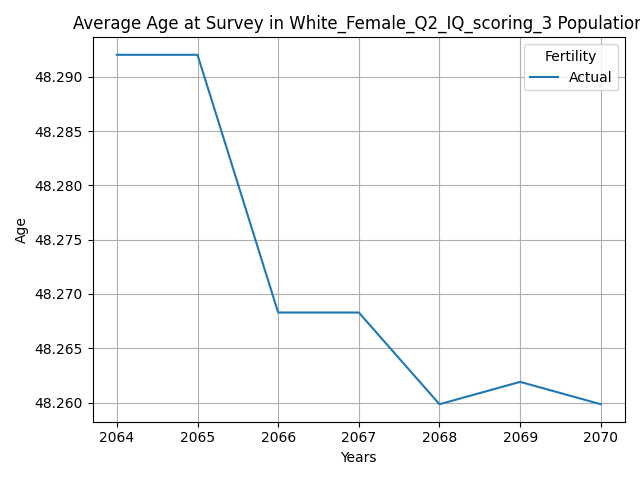 Average Age at Survey in White_Female_Q2_IQ_scoring_3 Population
Fertility
Actual
48.290
48.285
48.280
48.275
48.270
48.265
48.260
Age
2064 2065 2066 2067 2068 2069 2070
Years